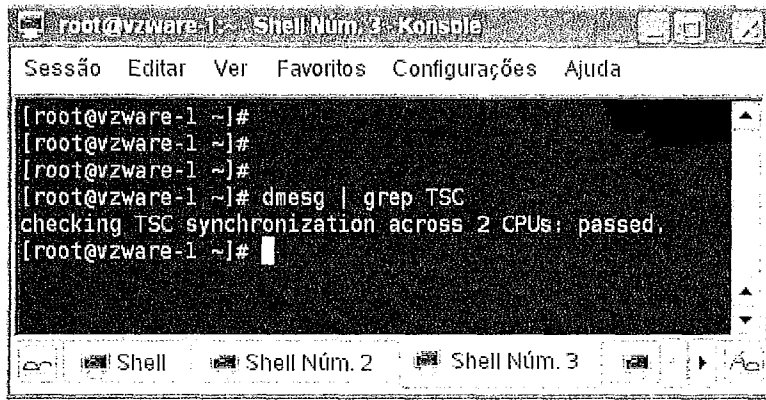 root@vzware-1:~ Shell Núm. 3 - Konsole
Sessão Editar Ver Favoritos Configurações Ajuda
[root@vzware-1 ~]#
[root@vzware-1 ~]#
[root@vzware-1 ~]#
[root@vzware-1 ~]# dmesg | grep TSC
checking TSC synchronization across 2 CPUs: passed.
[root@vzware-1 ~]#
Shell Shell Núm. 2 Shell Núm. 3